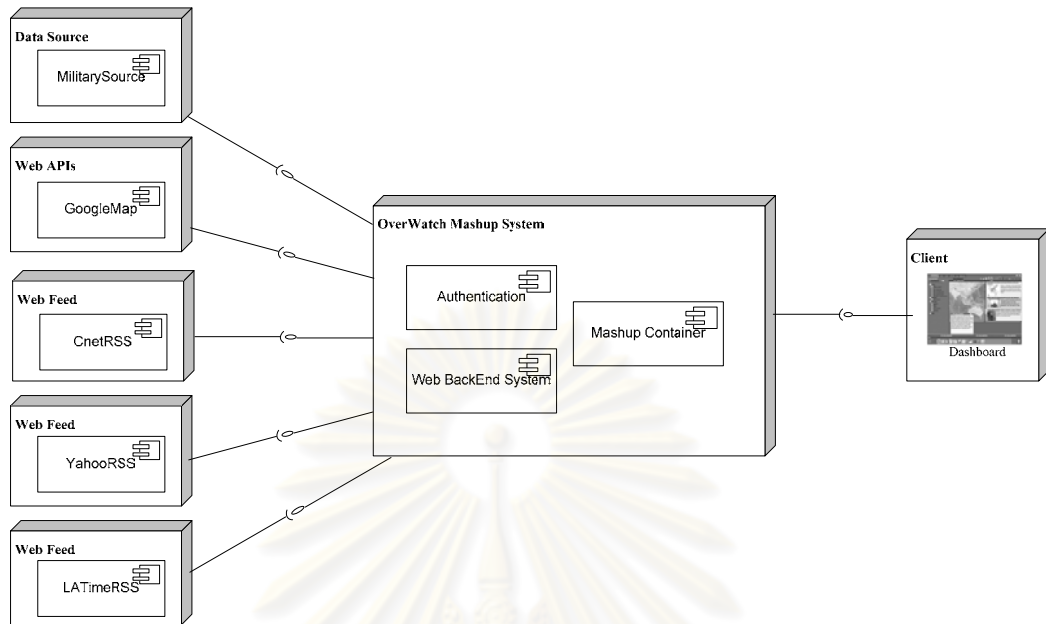 Data Source
MilitarySource
Web APIs
GoogleMap
Web Feed
CnetRSS
Web Feed
YahooRSS
Web Feed
LATimeRSS
OverWatch Mashup System
Authentication
Mashup Container
Web BackEnd System
Client
Dashboard